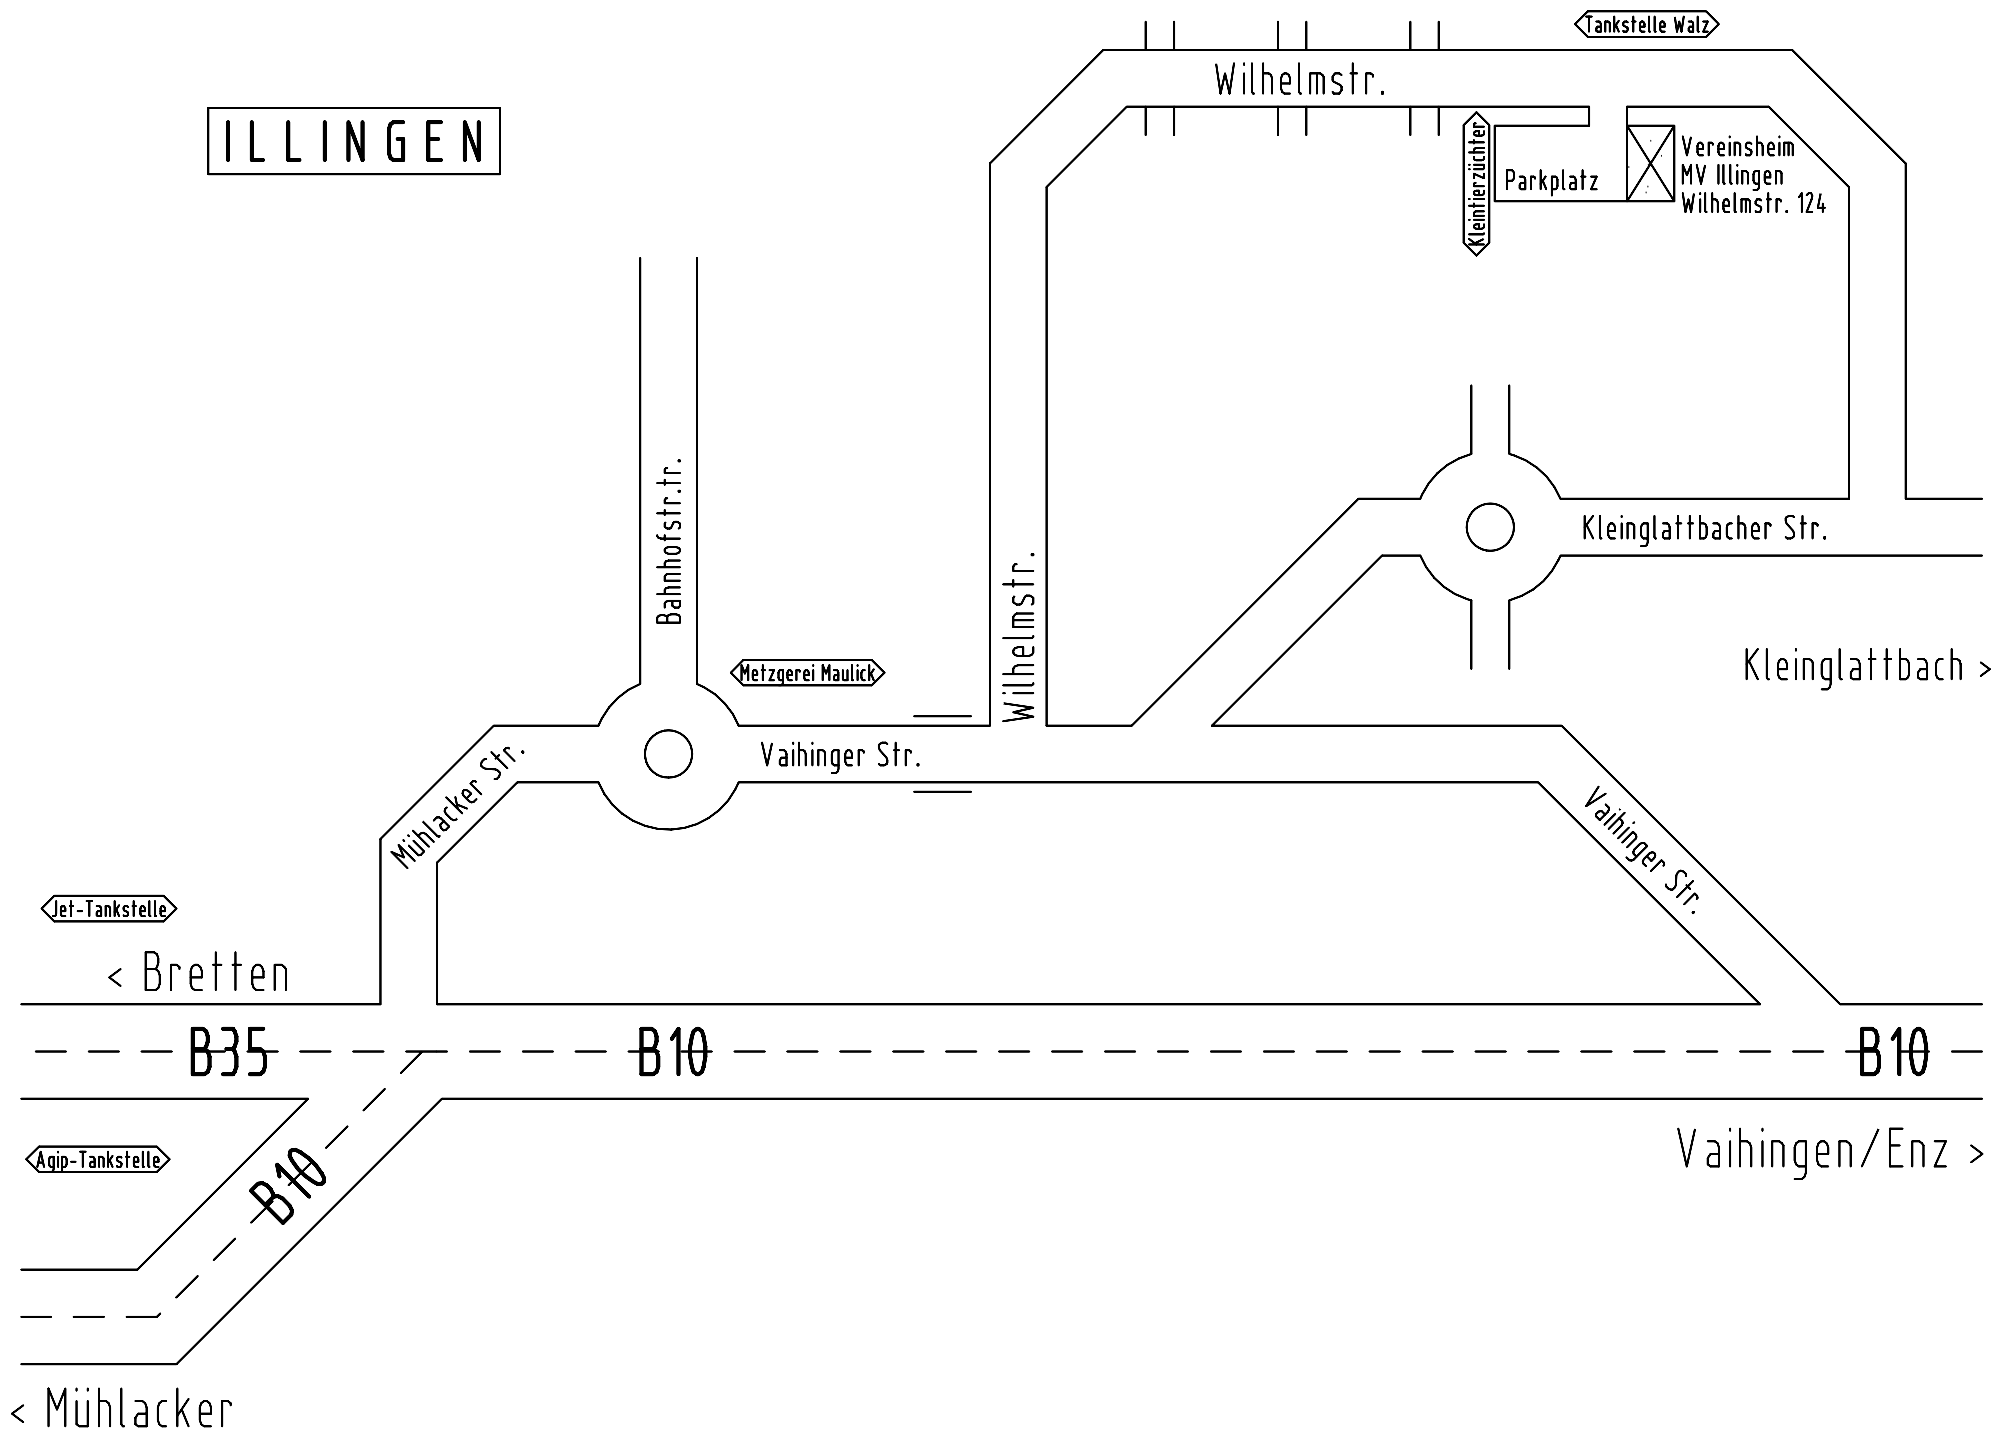 Tankstelle Walz
Wilhelmstr.
ILLINGEN
Kleintierzüchter
Parkplatz
Vereinsheim
MV Illingen
Wilhelmstr. 124
Bahnhofstr.tr.
Wilhelmstr.
Kleinglattbacher Str.
Kleinglattbach >
Metzgerei Maulick
Mühlacker Str.
Vaihinger Str.
Vaihinger Str.
Jet-Tankstelle
< Bretten
B35
B10
B10
Agip-Tankstelle
B10
Vaihingen/Enz >
< Mühlacker